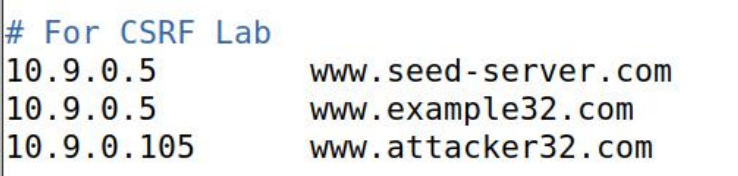 # For CSRF Lab
10.9.0.5 www.seed-server.com
10.9.0.5 www.example32.com
10.9.0.105 www.attacker32.com